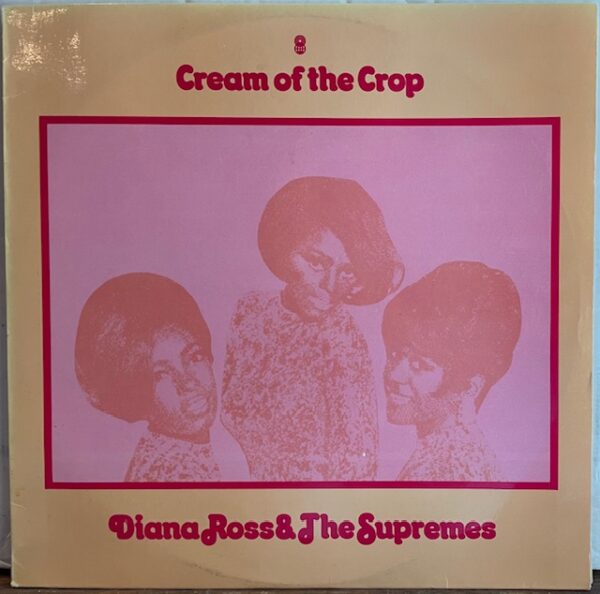 Cream of the Crop
Diana Ross & The Supremes